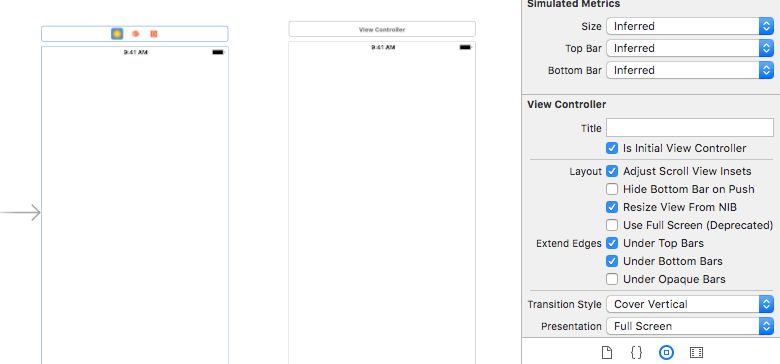 Simulated Metrics
Size Inferred
Top Bar Inferred
Bottom Bar Inferred
View Controller
9:41 AM
9:41 AM
View Controller
Title
Is Initial View Controller
Layout Adjust Scroll View Insets
Hide Bottom Bar on Push
Resize View From NIB
Use Full Screen (Deprecated)
Extend Edges Under Top Bars
Under Bottom Bars
Under Opaque Bars
Transition Style Cover Vertical
Presentation Full Screen
{}